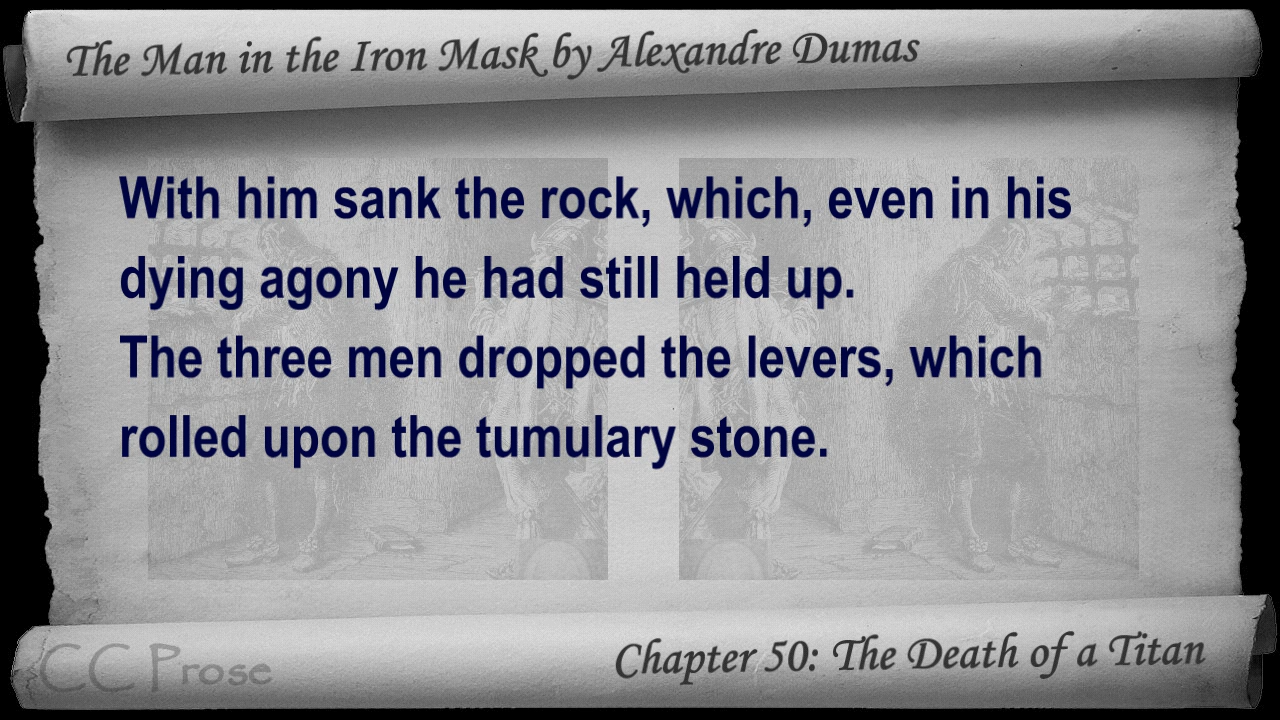 The Man in the Iron Mask by Alexandre Dumas
With him sank the rock, which, even in his
dying agony he had still held up.
The three men dropped the levers, which
rolled upon the tumulary stone.
CC Prose
Chapter 50: The Death of a Titan